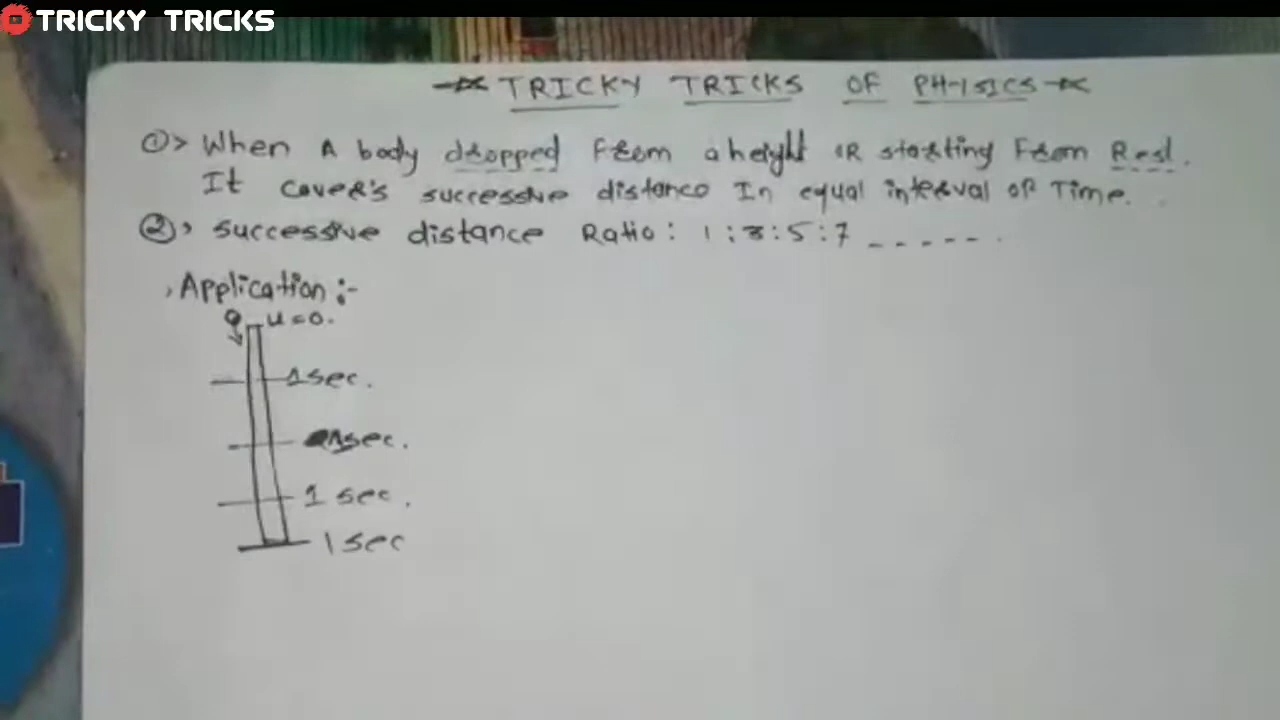 TRICKY TRICKS
TRICKY TRICKS OF PHYSICS
1> When A body dropped From a height OR starting From Rest.
It Cover's successive distance In equal interval of Time.
2> Successive distance Ratio: 1:3:5:7 ------.
Application:-
u=0.
1sec.
1sec.
1 sec.
1 sec